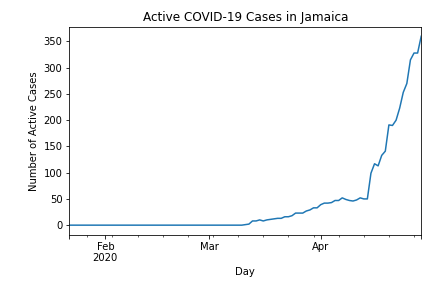 Active COVID-19 Cases in Jamaica
Number of Active Cases
350
300
250
200
150
100
50
0
Feb
2020
Mar
Apr
Day